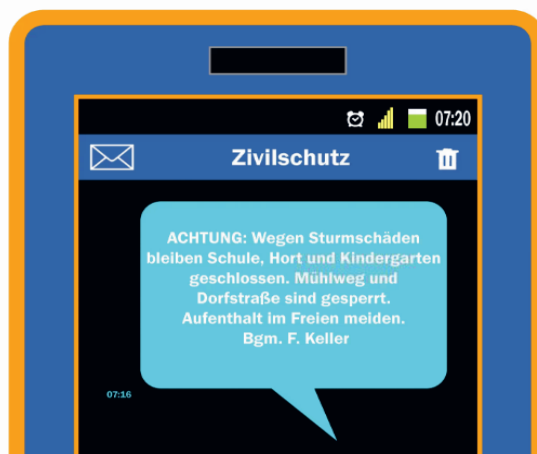 07:20
Zivilschutz
ACHTUNG: Wegen Sturmschäden
bleiben Schule, Hort und Kindergarten
geschlossen. Mühlweg und
Dorfstraße sind gesperrt.
Aufenthalt im Freien meiden.
Bgm. F. Keller
07:16